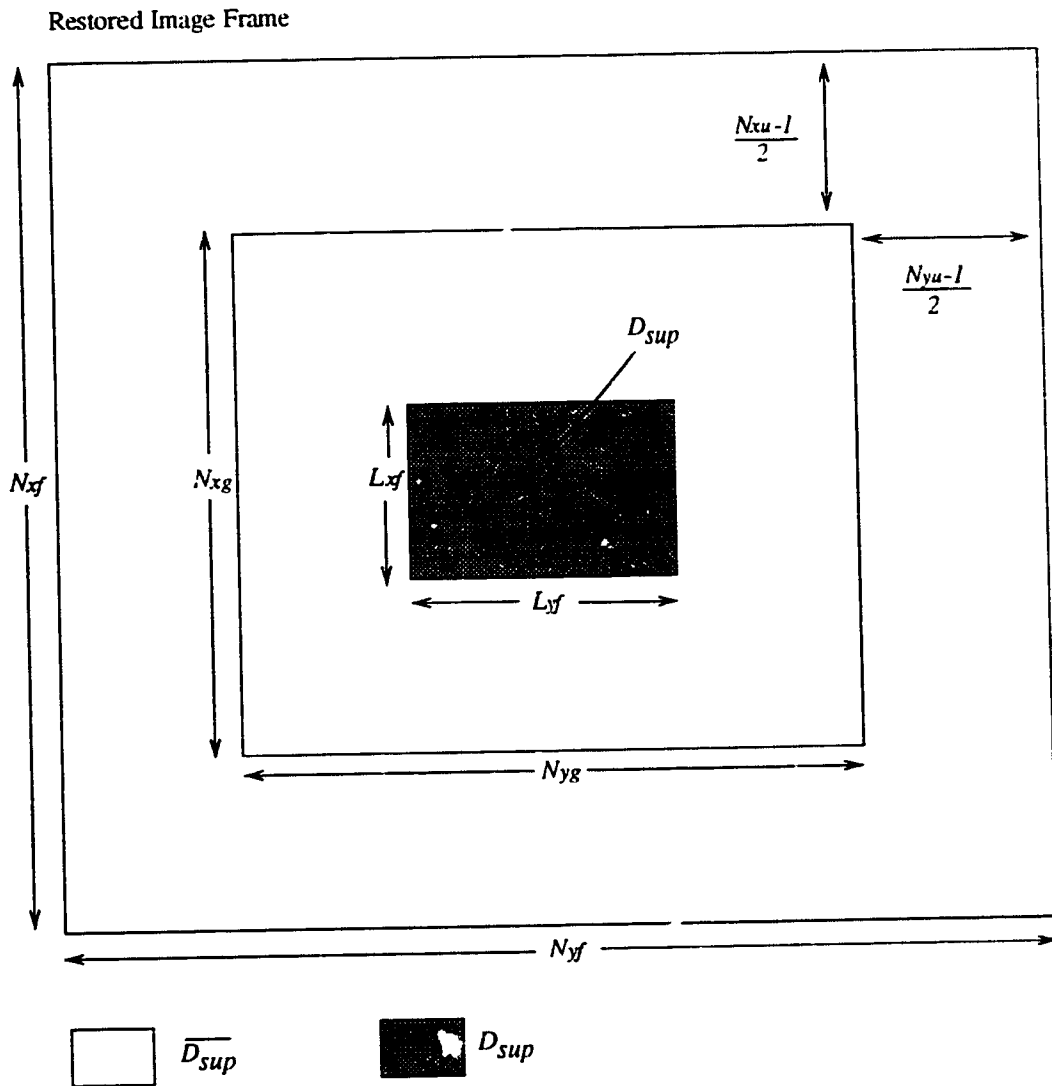 Restored Image Frame
Nxu-1
2
Nyu-1
2
Dsup
Nxf
Nxg
Lxf
Lyf
Nyg
Nyf
Dsup
Dsup